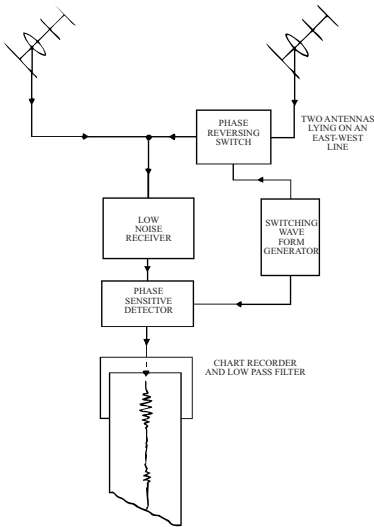 PHASE
REVERSING
SWITCH
TWO ANTENNAS
LYING ON AN
EAST-WEST
LINE
LOW
NOISE
RECEIVER
SWITCHING
WAVE
FORM
GENERATOR
PHASE
SENSITIVE
DETECTOR
CHART RECORDER
AND LOW PASS FILTER